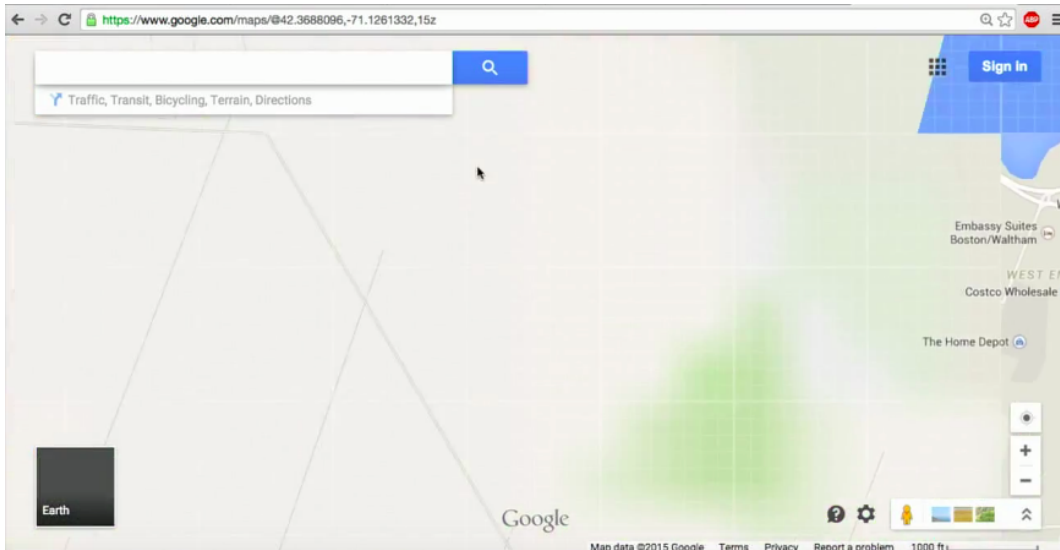 https://www.google.com/maps/@42.3688096,-71.1261332,15z
ABP
Sign in
Traffic, Transit, Bicycling, Terrain, Directions
Embassy Suites
Boston/Waltham
Costco Wholesale
The Home Depot
Earth
Google
Map data ©2015 Google Terms Privacy Report a problem 1000 ft